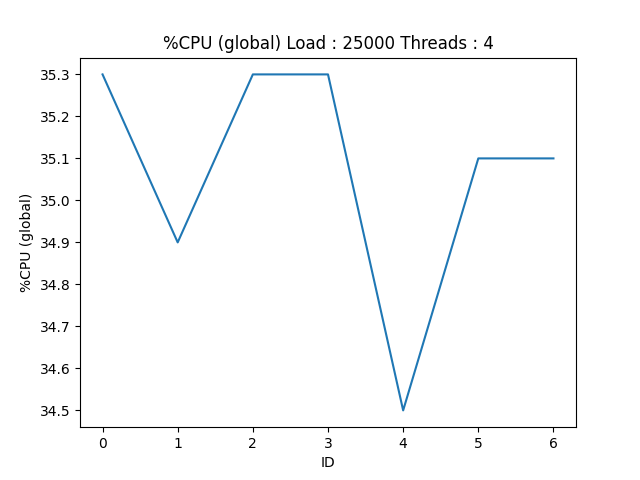 %CPU (global) Load : 25000 Threads : 4
35.3
35.2
35.1
35.0
34.9
34.8
34.7
34.6
34.5
%CPU (global)
0 1 2 3 4 5 6
ID